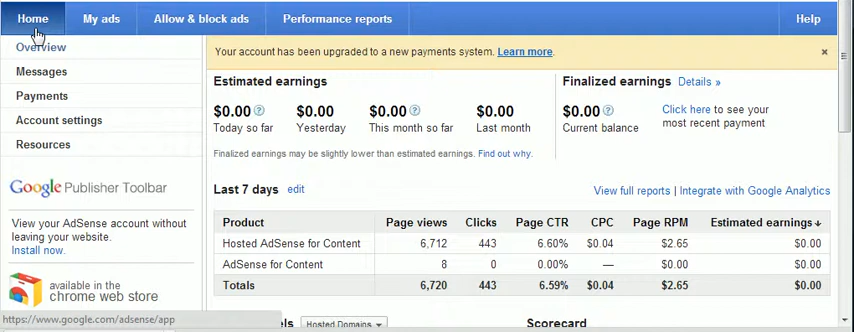 Home My ads Allow & block ads Performance reports Help
Overview
Messages
Payments
Account settings
Resources
Google Publisher Toolbar
View your AdSense account without
leaving your website.
Install now.
available in the
chrome web store
https://www.google.com/adsense/app
Your account has been upgraded to a new payments system. Learn more. ×
Estimated earnings
$0.00 ? $0.00 $0.00 ? $0.00
Today so far Yesterday This month so far Last month
Finalized earnings may be slightly lower than estimated earnings. Find out why.
Finalized earnings Details »
$0.00 ?
Current balance
Click here to see your
most recent payment
Last 7 days edit View full reports | Integrate with Google Analytics
Product Page views Clicks Page CTR CPC Page RPM Estimated earnings ↓
Hosted AdSense for Content 6,712 443 6.60% $0.04 $2.65 $0.00
AdSense for Content 8 0 0.00% — $0.00 $0.00
Totals 6,720 443 6.59% $0.04 $2.65 $0.00
Hosted Domains Scorecard